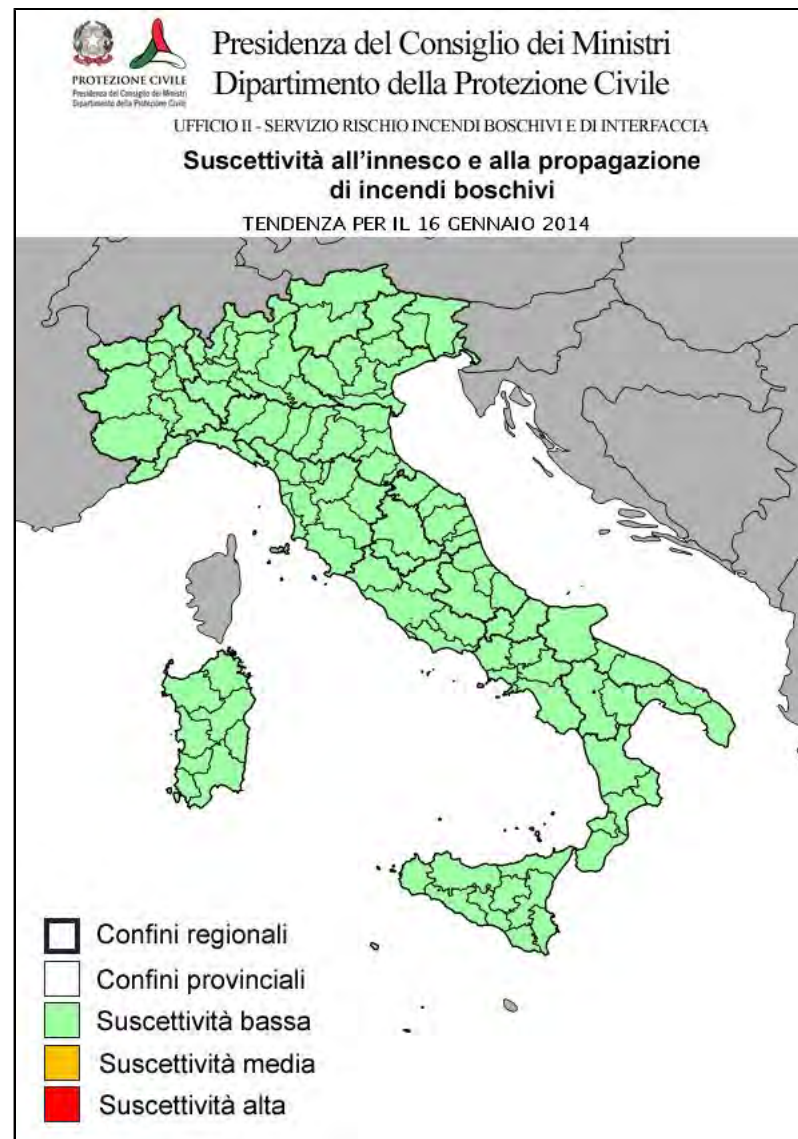 PROTEZIONE CIVILE
Presidenza del Consiglio dei Ministri
Dipartimento della Protezione Civile
Presidenza del Consiglio dei Ministri
Dipartimento della Protezione Civile
UFFICIO II - SERVIZIO RISCHIO INCENDI BOSCHIVI E DI INTERFACCIA
Suscettività all'innesco e alla propagazione
di incendi boschivi
TENDENZA PER IL 16 GENNAIO 2014
Confini regionali
Confini provinciali
Suscettività bassa
Suscettività media
Suscettività alta